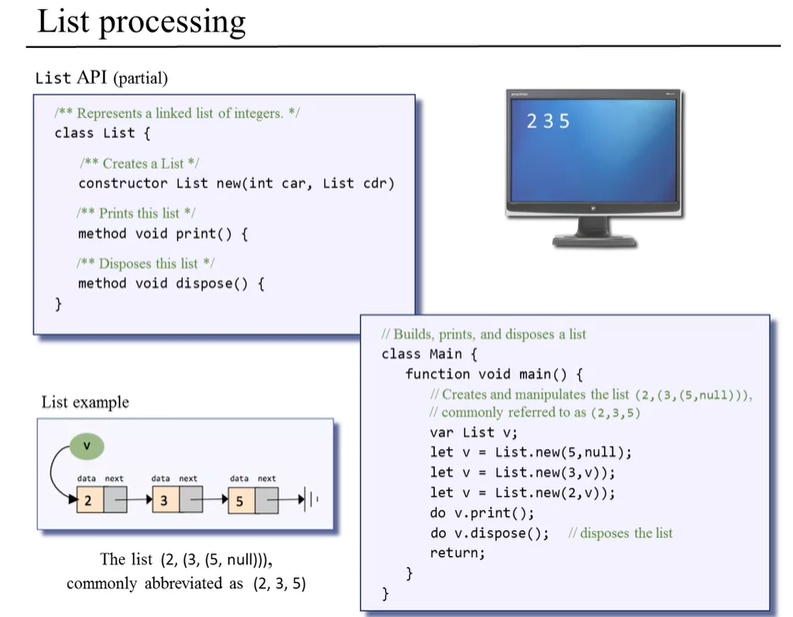 List processing
List API (partial)
/** Represents a linked list of integers. */
class List {
/** Creates a List */
constructor List new(int car, List cdr)
/** Prints this list */
method void print() {
/** Disposes this list */
method void dispose() {
}
2 3 5
// Builds, prints, and disposes a list
class Main {
function void main() {
// Creates and manipulates the list (2,(3,(5,null))),
// commonly referred to as (2,3,5)
var List v;
let v = List.new(5,null);
let v = List.new(3,v));
let v = List.new(2,v));
do v.print();
do v.dispose();   // disposes the list
return;
}
}
List example
v
data next data next data next
2 3 5
The list (2, (3, (5, null))),
commonly abbreviated as (2, 3, 5)